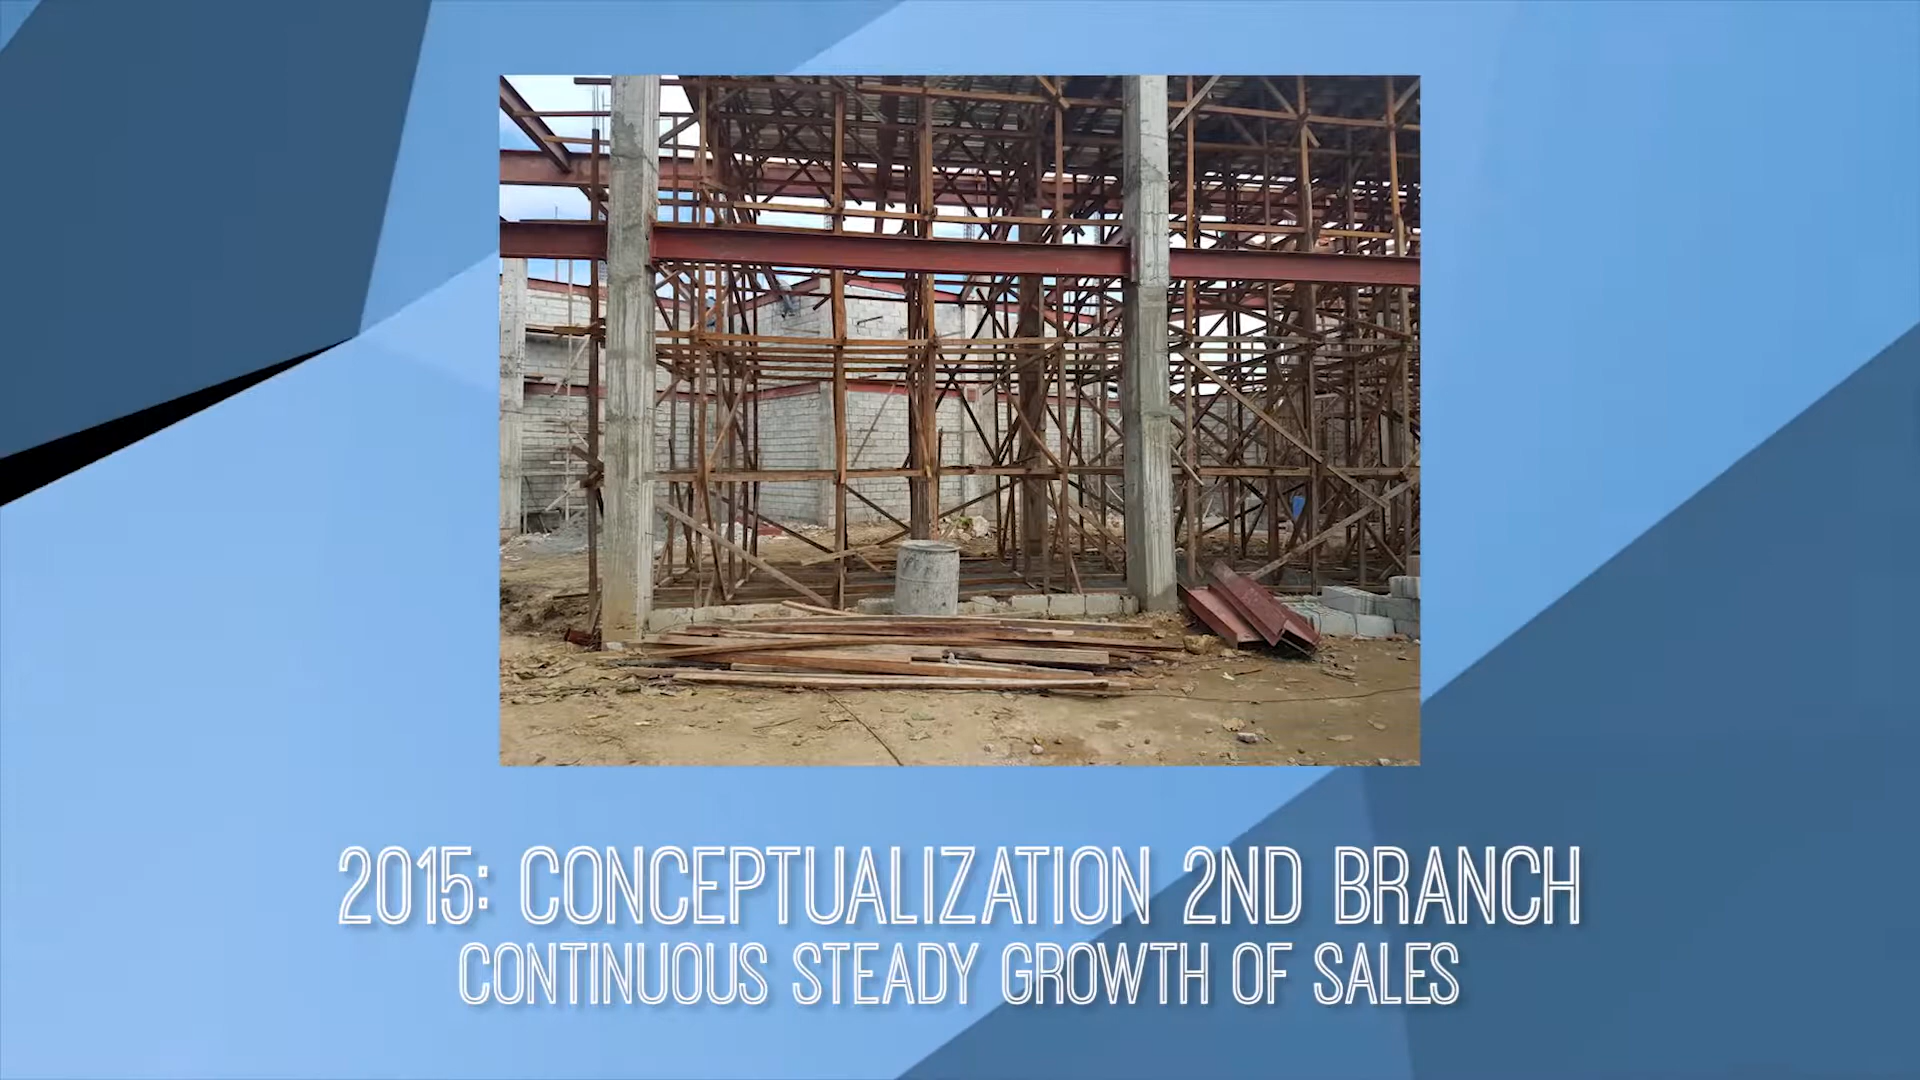 2015: CONCEPTUALIZATION 2ND BRANCH
CONTINUOUS STEADY GROWTH OF SALES